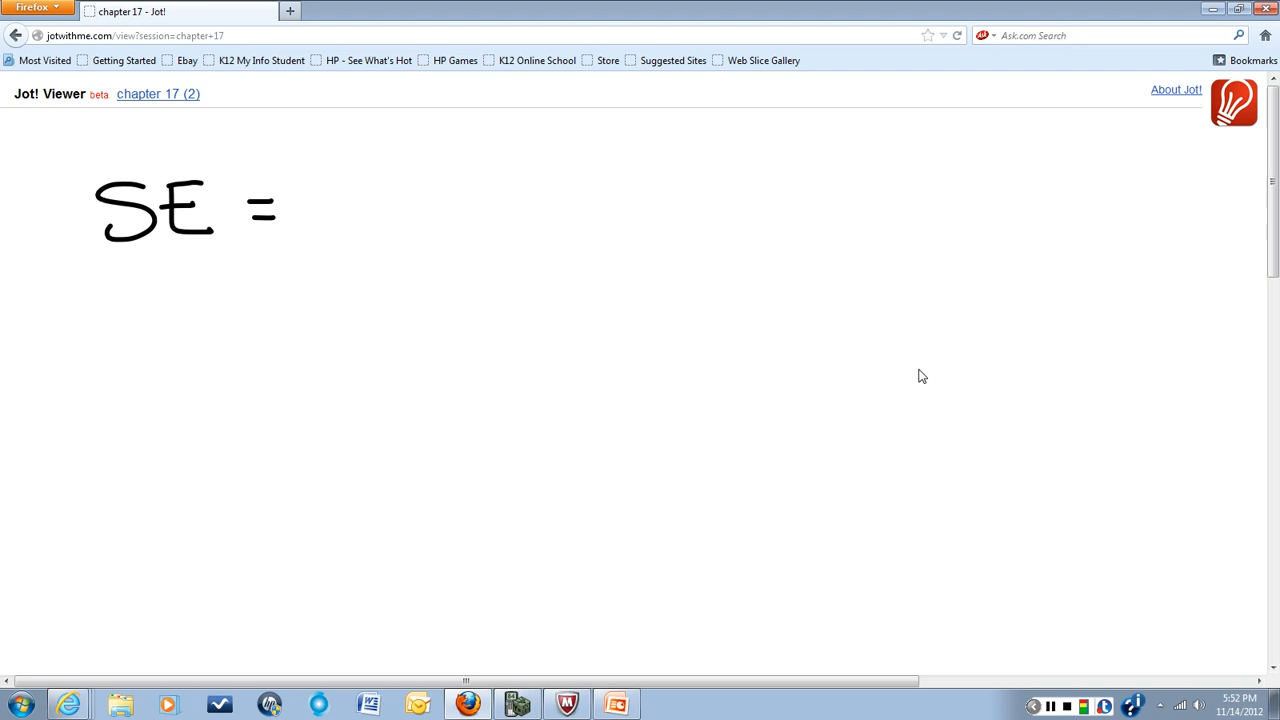 Firefox
chapter 17 - Jot!
jotwithme.com/view?session=chapter+17
Ask.com Search
Most Visited Getting Started Ebay K12 My Info Student HP - See What's Hot HP Games K12 Online School Store Suggested Sites Web Slice Gallery Bookmarks
Jot! Viewer beta chapter 17 (2) About Jot!
SE =
5:52 PM
11/14/2012